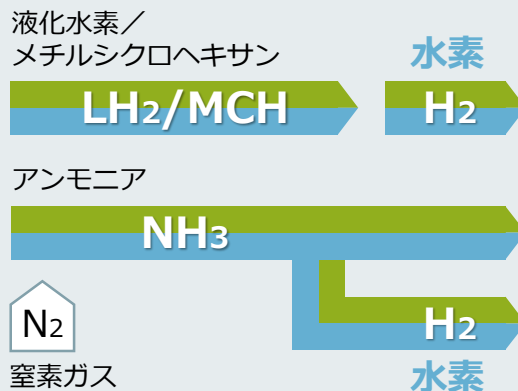 液化水素／
メチルシクロヘキサン
水素
LH2/MCH
H2
アンモニア
NH3
N2
H2
窒素ガス
水素